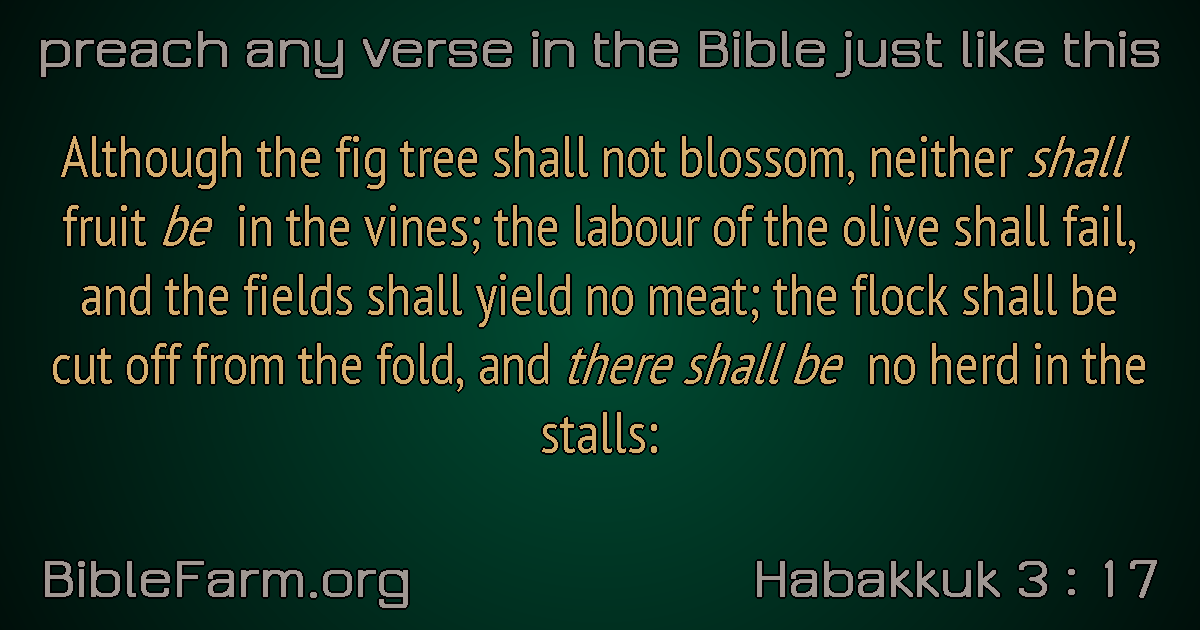 preach any verse in the Bible just like this
Although the fig tree shall not blossom, neither shall
fruit be in the vines; the labour of the olive shall fail,
and the fields shall yield no meat; the flock shall be
cut off from the fold, and there shall be no herd in the
stalls:
BibleFarm.org
Habakkuk 3 : 17